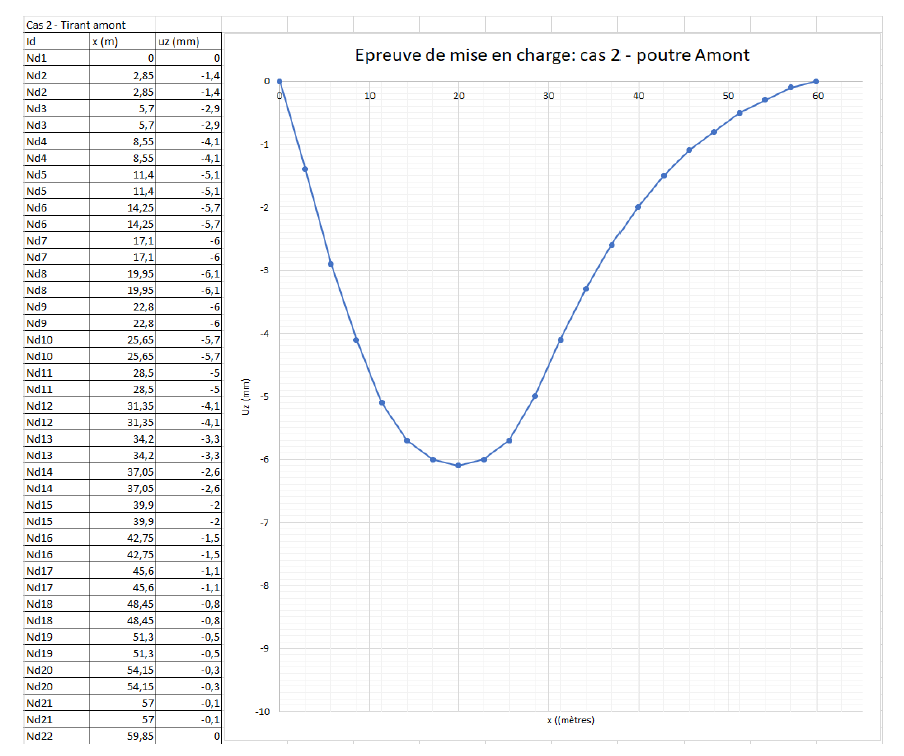 Cas 2 - Tirant amont
Id x (m) uz (mm)
Nd1 0 0
Nd2 2,85 -1,4
Nd2 2,85 -1,4
Nd3 5,7 -2,9
Nd3 5,7 -2,9
Nd4 8,55 -4,1
Nd4 8,55 -4,1
Nd5 11,4 -5,1
Nd5 11,4 -5,1
Nd6 14,25 -5,7
Nd6 14,25 -5,7
Nd7 17,1 -6
Nd7 17,1 -6
Nd8 19,95 -6,1
Nd8 19,95 -6,1
Nd9 22,8 -6
Nd9 22,8 -6
Nd10 25,65 -5,7
Nd10 25,65 -5,7
Nd11 28,5 -5
Nd11 28,5 -5
Nd12 31,35 -4,1
Nd12 31,35 -4,1
Nd13 34,2 -3,3
Nd13 34,2 -3,3
Nd14 37,05 -2,6
Nd14 37,05 -2,6
Nd15 39,9 -2
Nd15 39,9 -2
Nd16 42,75 -1,5
Nd16 42,75 -1,5
Nd17 45,6 -1,1
Nd17 45,6 -1,1
Nd18 48,45 -0,8
Nd18 48,45 -0,8
Nd19 51,3 -0,5
Nd19 51,3 -0,5
Nd20 54,15 -0,3
Nd20 54,15 -0,3
Nd21 57 -0,1
Nd21 57 -0,1
Nd22 59,85 0
Epreuve de mise en charge: cas 2 - poutre Amont
0
0 10 20 30 40 50 60
-1
-2
-3
-4
-5
-6
-7
-8
-9
-10
Uz (mm)
x ((mètres)